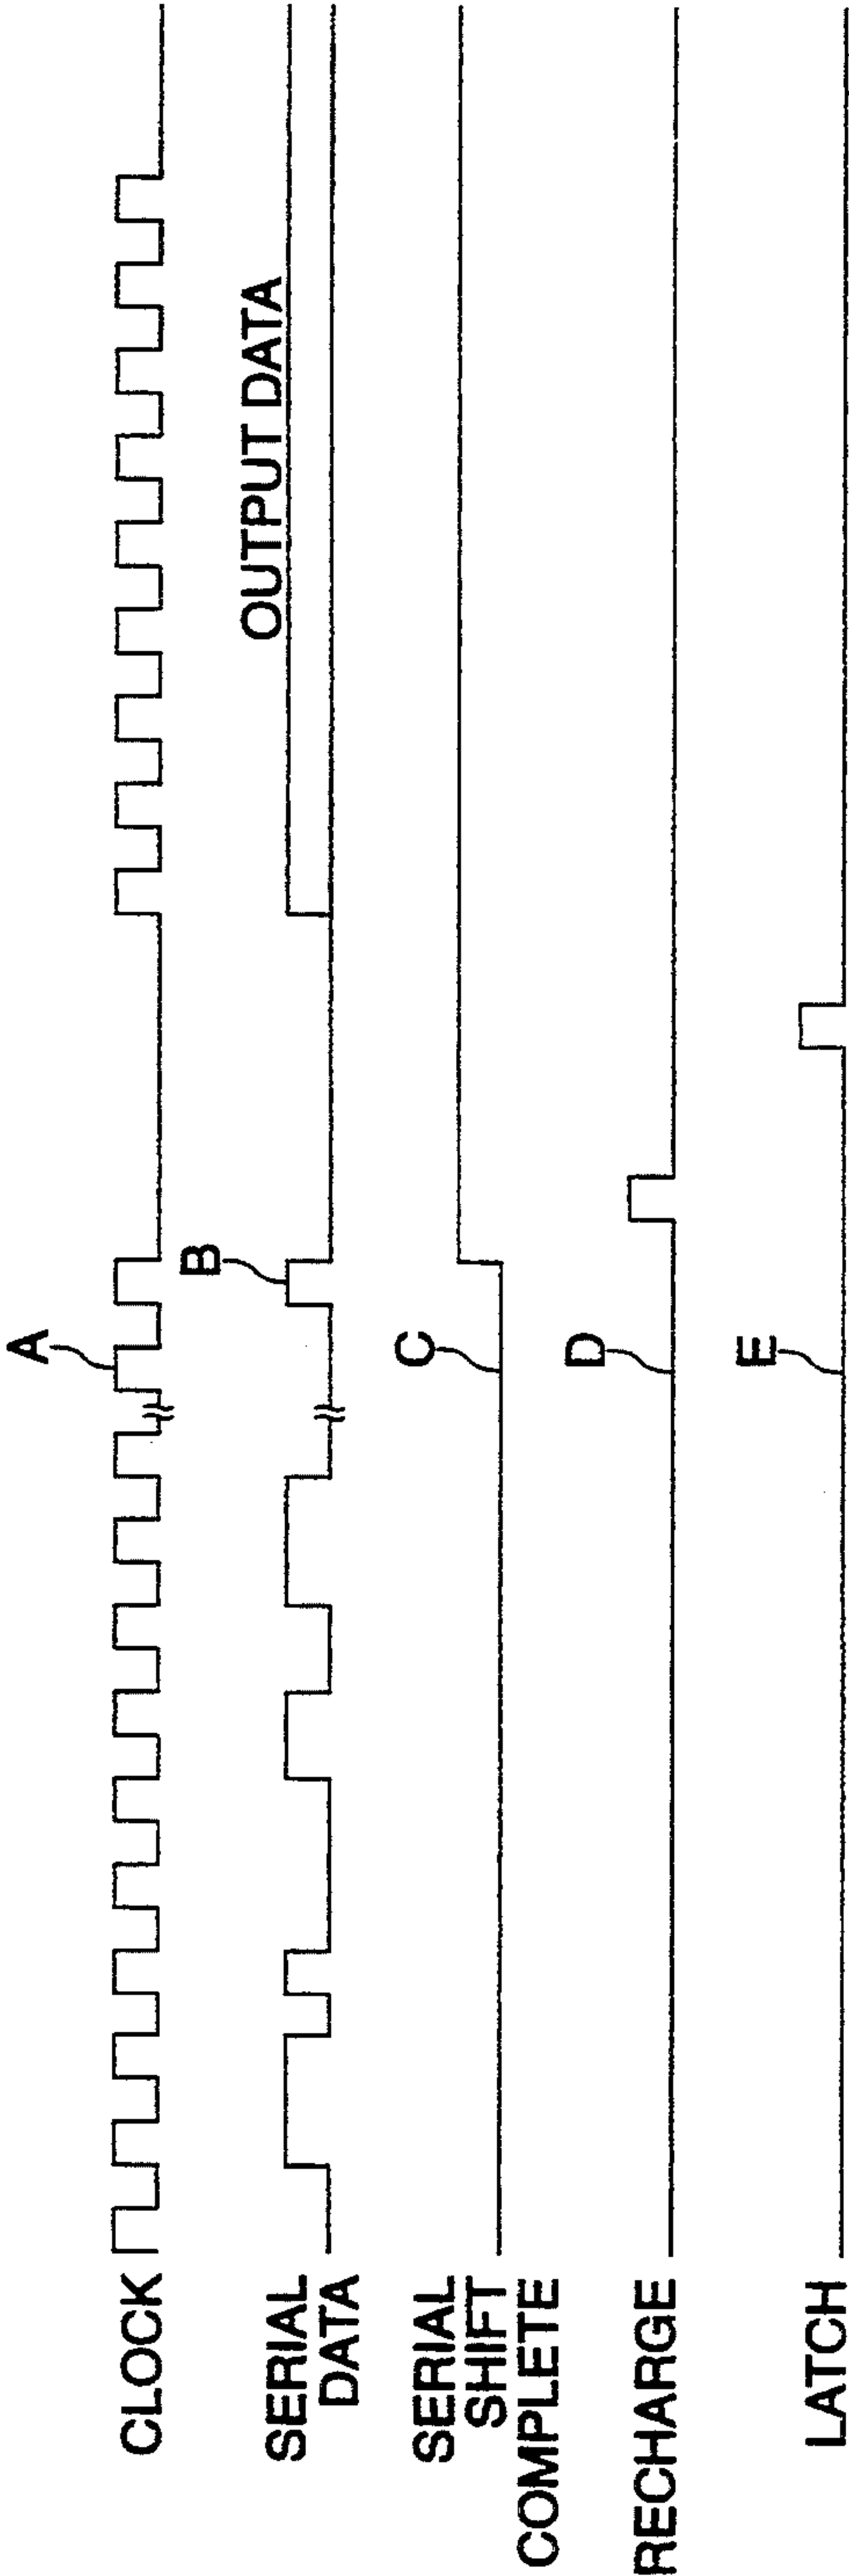 A
CLOCK
B
SERIAL
DATA
OUTPUT DATA
C
SERIAL
SHIFT
COMPLETE
D
RECHARGE
E
LATCH